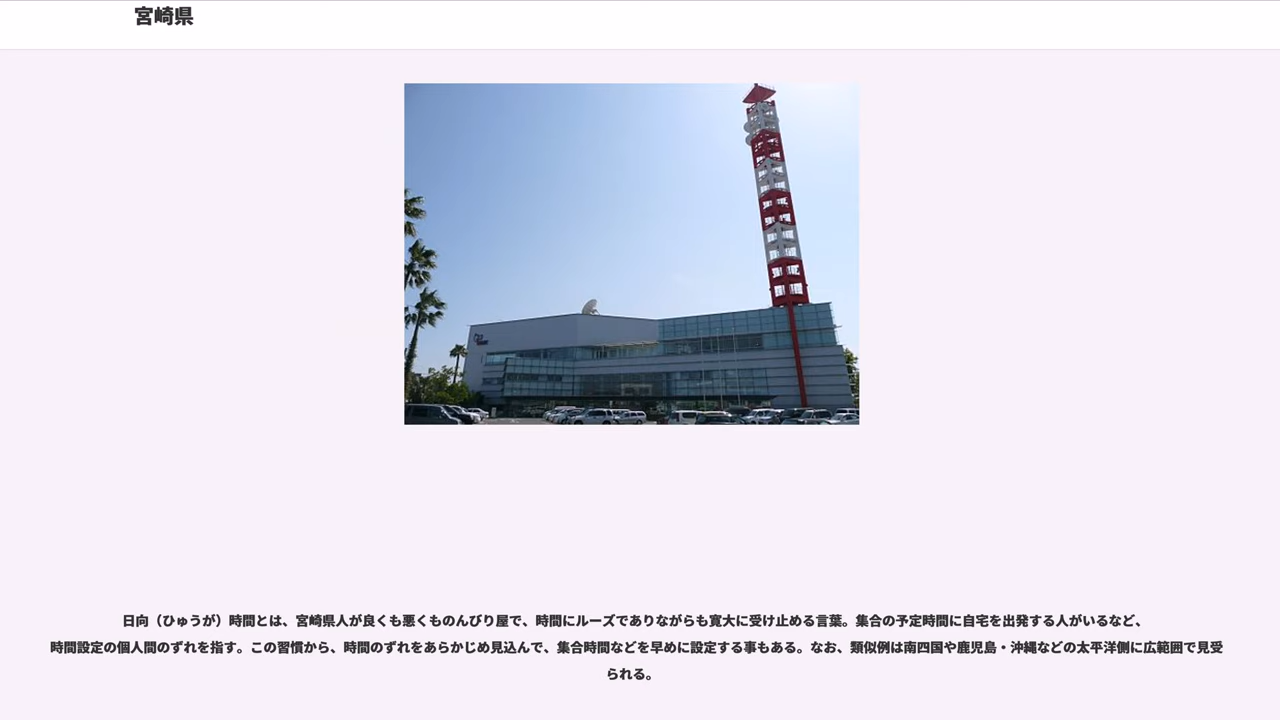 宮崎県
日向（ひゅうが）時間とは、宮崎県人が良くも悪くものんびり屋で、時間にルーズでありながらも寛大に受け止める言葉。集合の予定時間に自宅を出発する人がいるなど、
時間設定の個人間のずれを指す。この習慣から、時間のずれをあらかじめ見込んで、集合時間などを早めに設定する事もある。なお、類似例は南四国や鹿児島・沖縄などの太平洋側に広範囲で見受
られる。